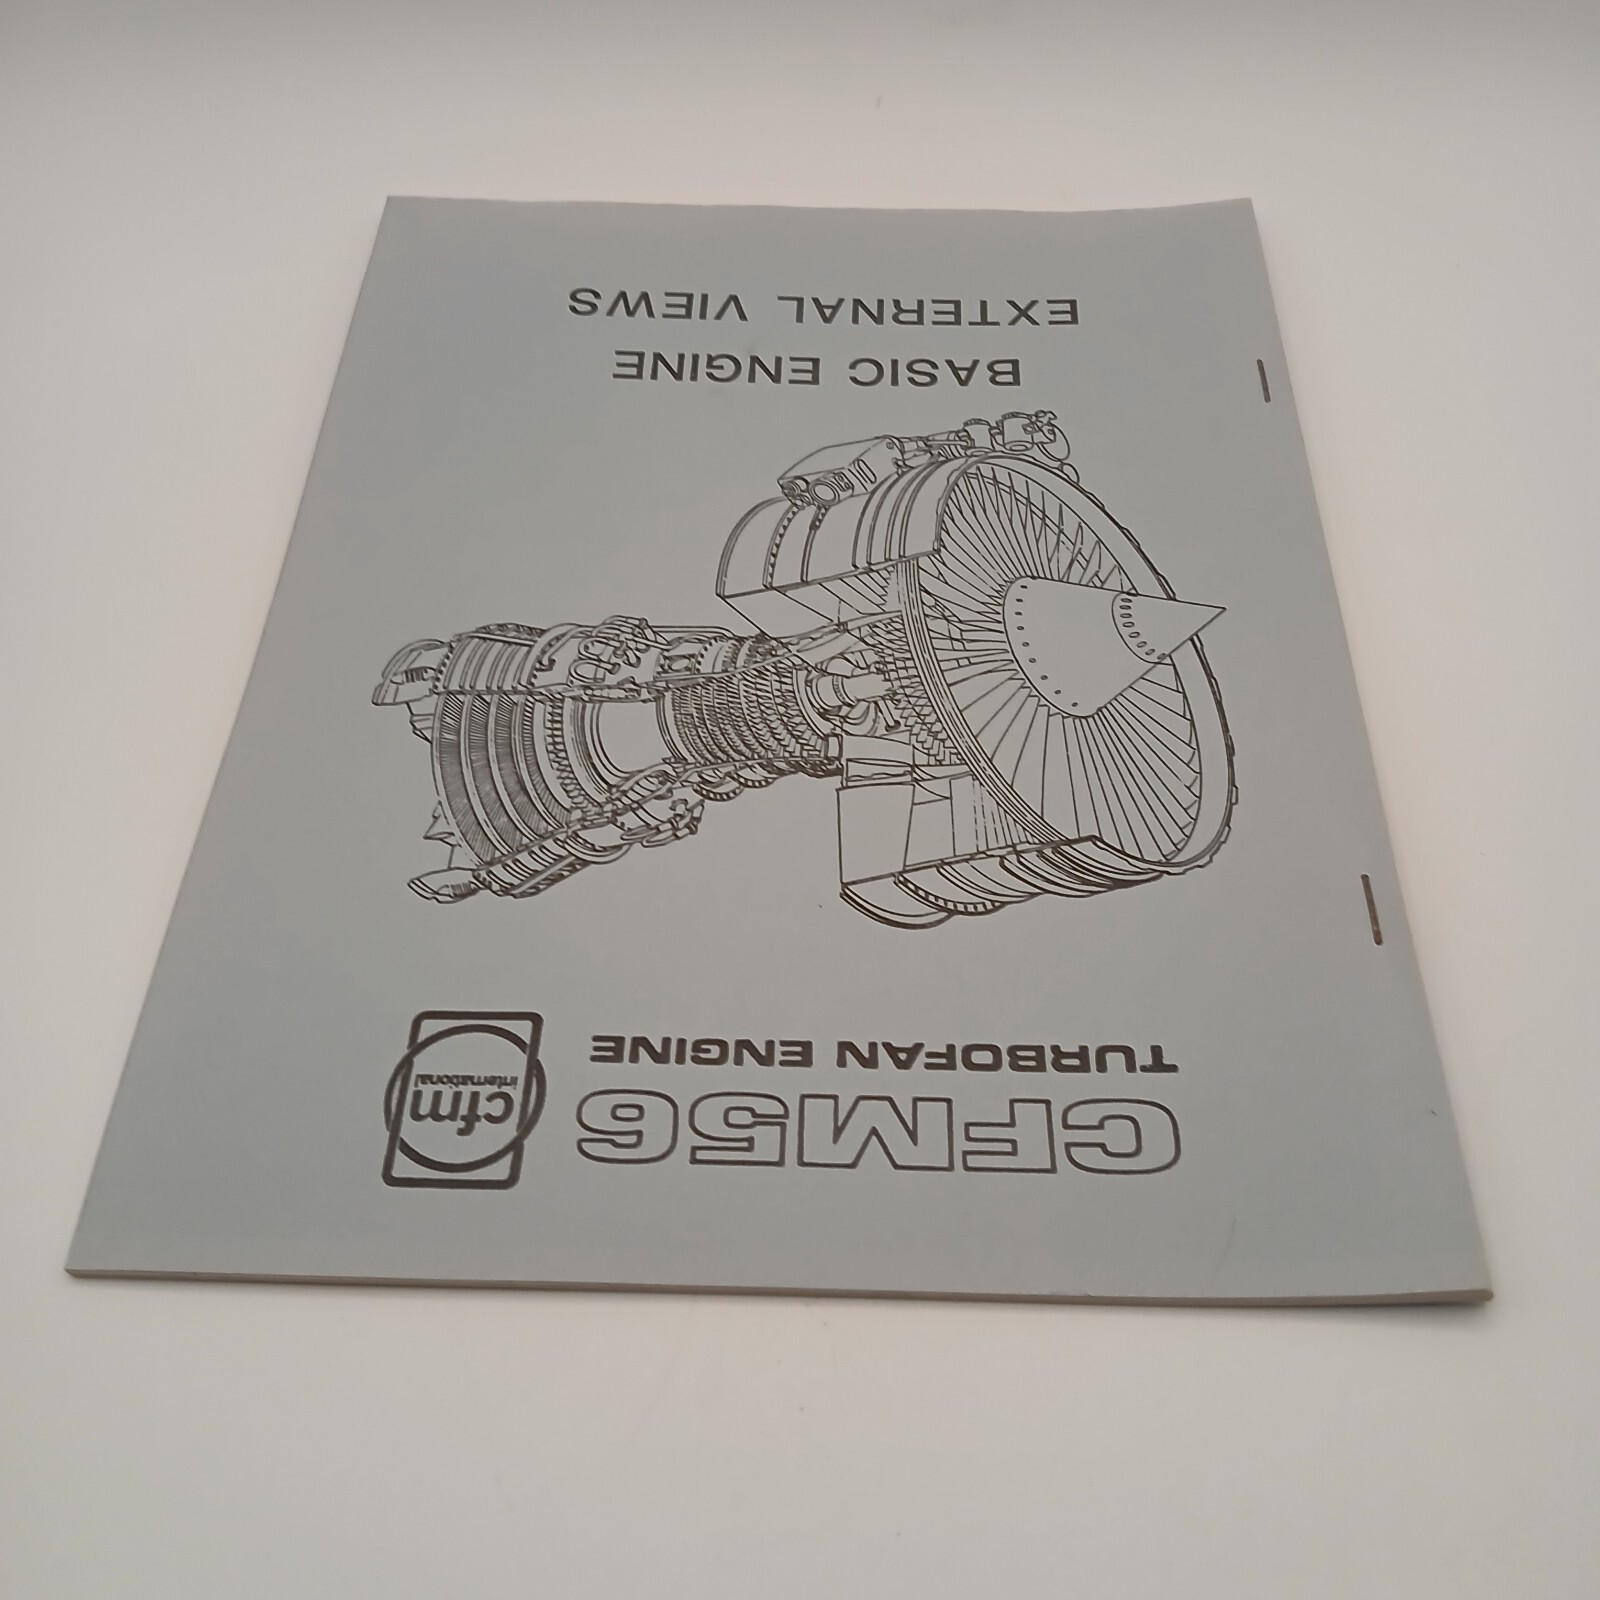 CFM56
TURBOFAN ENGINE
cfm
international
BASIC ENGINE
EXTERNAL VIEWS